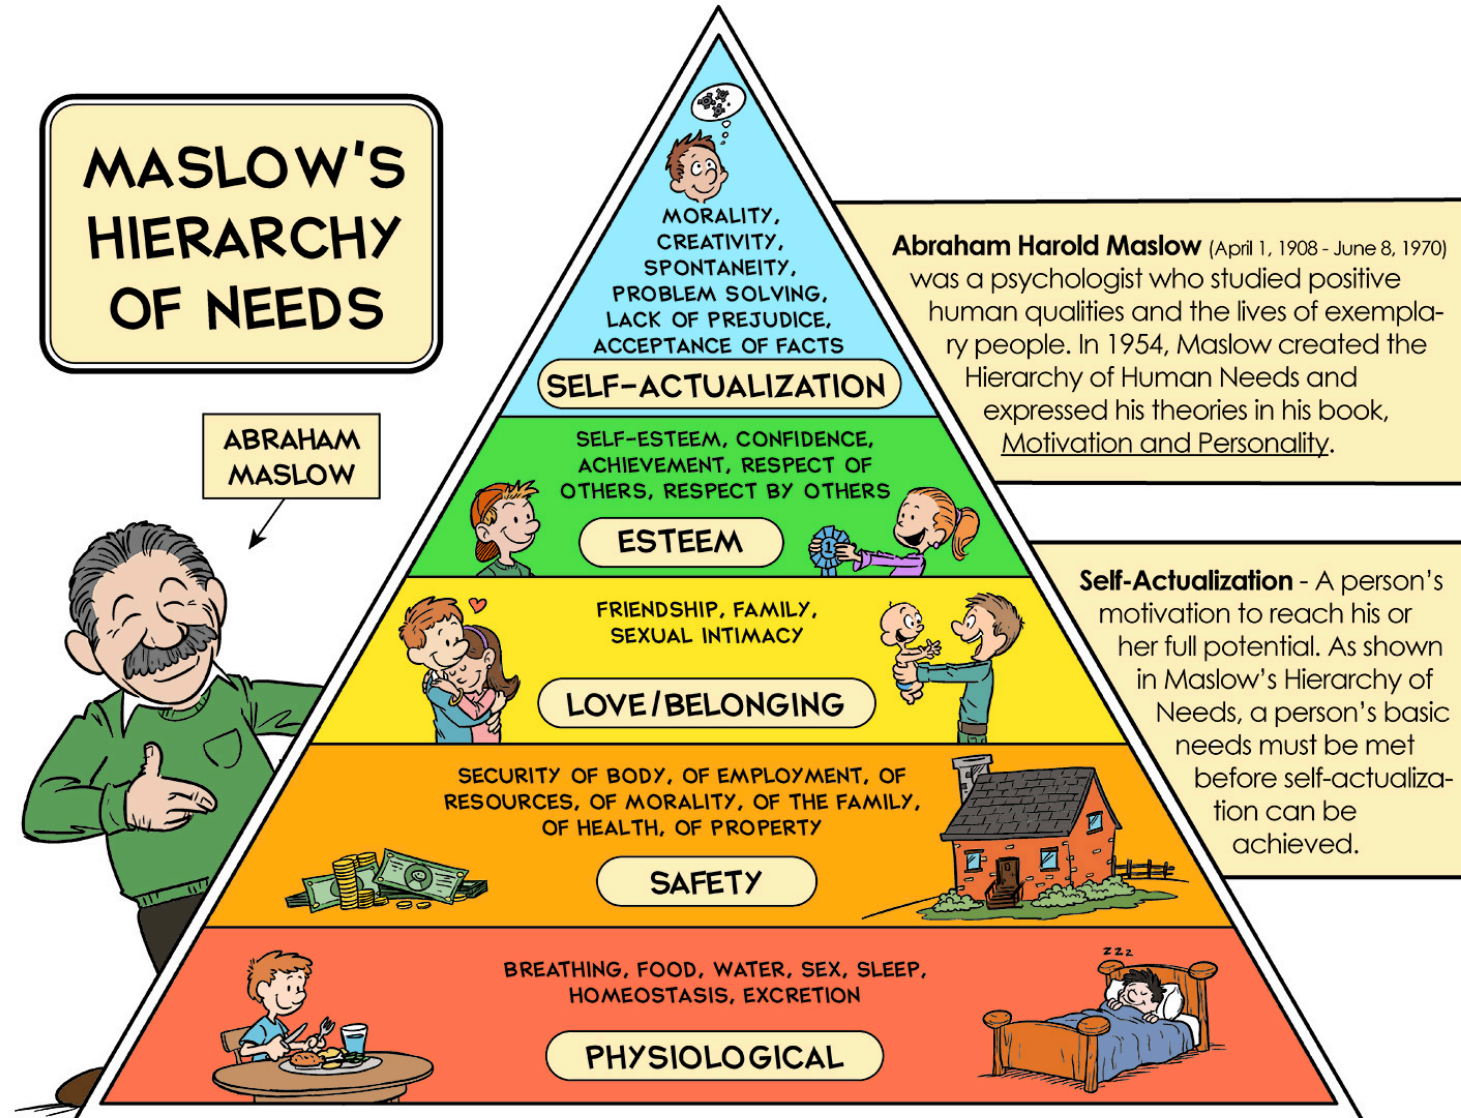 MASLOW'S
HIERARCHY
OF NEEDS
ABRAHAM
MASLOW
MORALITY,
CREATIVITY,
SPONTANEITY,
PROBLEM SOLVING,
LACK OF PREJUDICE,
ACCEPTANCE OF FACTS
SELF-ACTUALIZATION
SELF-ESTEEM, CONFIDENCE,
ACHIEVEMENT, RESPECT OF
OTHERS, RESPECT BY OTHERS
ESTEEM
1
FRIENDSHIP, FAMILY,
SEXUAL INTIMACY
LOVE/BELONGING
SECURITY OF BODY, OF EMPLOYMENT, OF
RESOURCES, OF MORALITY, OF THE FAMILY,
OF HEALTH, OF PROPERTY
SAFETY
BREATHING, FOOD, WATER, SEX, SLEEP,
HOMEOSTASIS, EXCRETION
PHYSIOLOGICAL
zzz
Abraham Harold Maslow (April 1, 1908 - June 8, 1970)
was a psychologist who studied positive
human qualities and the lives of exempla-
ry people. In 1954, Maslow created the
Hierarchy of Human Needs and
expressed his theories in his book,
Motivation and Personality.
Self-Actualization - A person's
motivation to reach his or
her full potential. As shown
in Maslow's Hierarchy of
Needs, a person's basic
needs must be met
before self-actualiza-
tion can be
achieved.